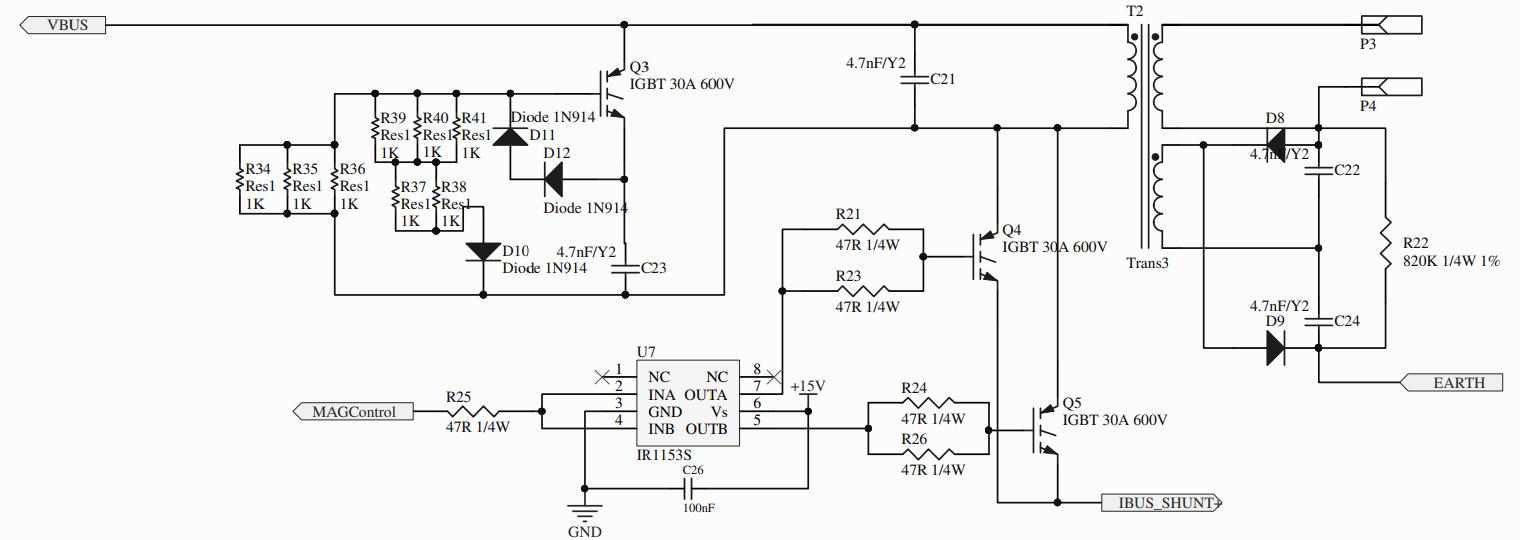 VBUS
T2
P3
P4
Q3
IGBT 30A 600V
4.7nF/Y2
C21
R39
Res1
1K
R40
Res1
1K
R41
Res1
1K
Diode 1N914
D11
D12
Diode 1N914
R34
Res1
1K
R35
Res1
1K
R36
Res1
1K
R37
Res1
1K
R38
Res1
1K
D10
Diode 1N914
4.7nF/Y2
C23
D8
4.7nF/Y2
C22
R21
47R 1/4W
R23
47R 1/4W
Q4
IGBT 30A 600V
Trans3
R22
820K 1/4W 1%
4.7nF/Y2
D9
C24
EARTH
U7
1 NC NC 8
2 INA OUTA 7
3 GND Vs 6
4 INB OUTB 5
IR1153S
+15V
R25
47R 1/4W
MAGControl
C26
100nF
GND
R24
47R 1/4W
R26
47R 1/4W
Q5
IGBT 30A 600V
IBUS_SHUNT+